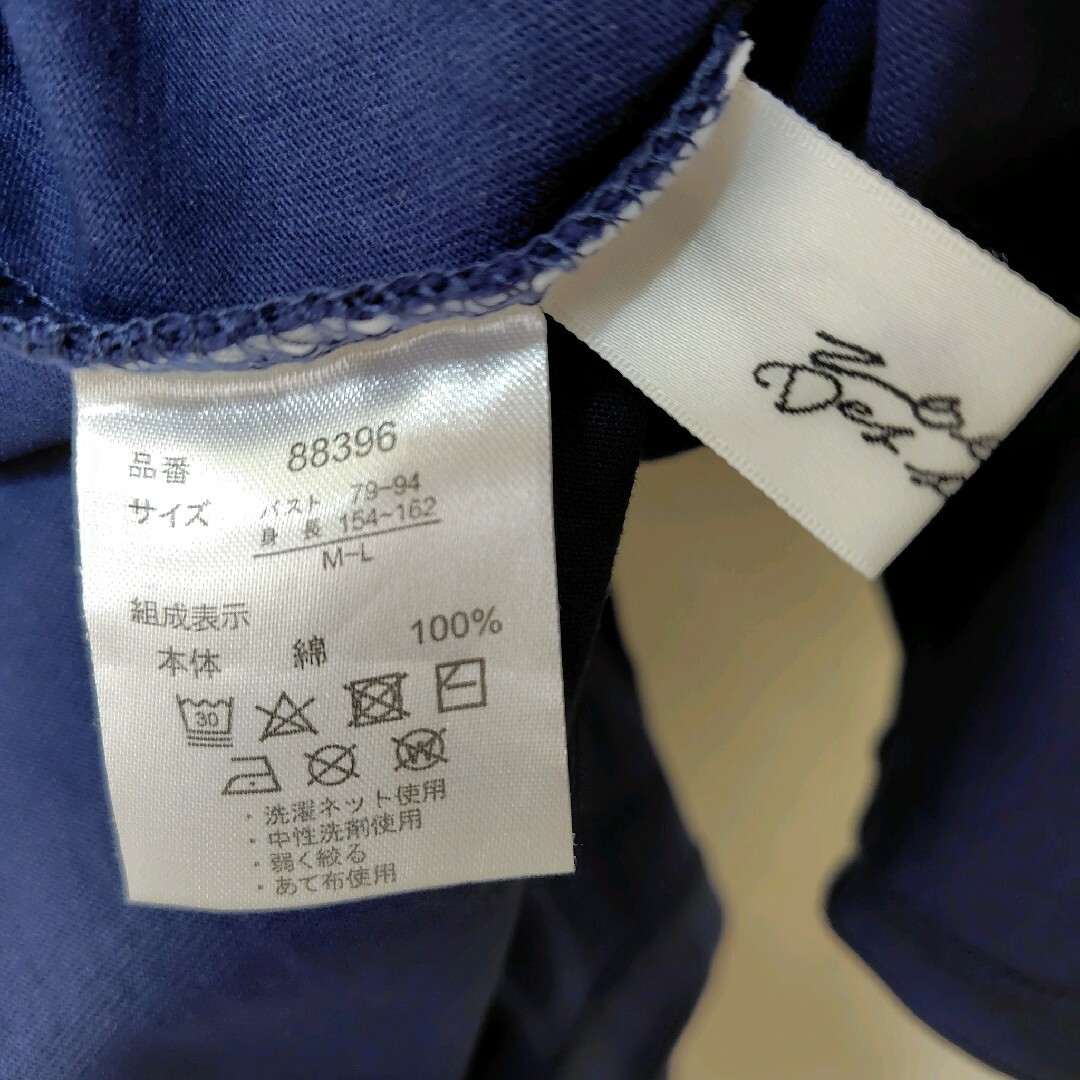 品番 88396
サイズ バスト 79-94
身長 154~162
M-L
組成表示
本体 綿 100%
30
W
・洗濯ネット使用
・中性洗剤使用
・弱く絞る
・あて布使用